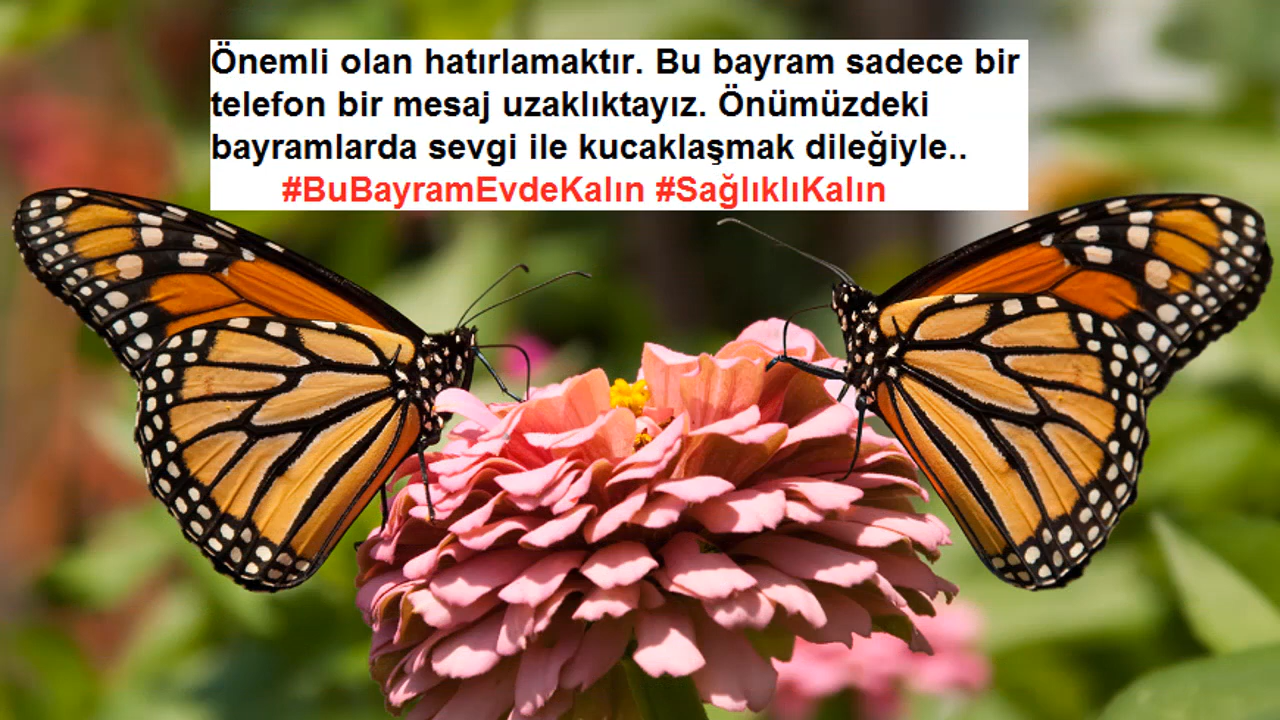 Önemli olan hatırlamaktır. Bu bayram sadece bir
telefon bir mesaj uzaklıktayız. Önümüzdeki
bayramlarda sevgi ile kucaklaşmak dileğiyle..
#BuBayramEvdeKalın #SağlıklıKalın